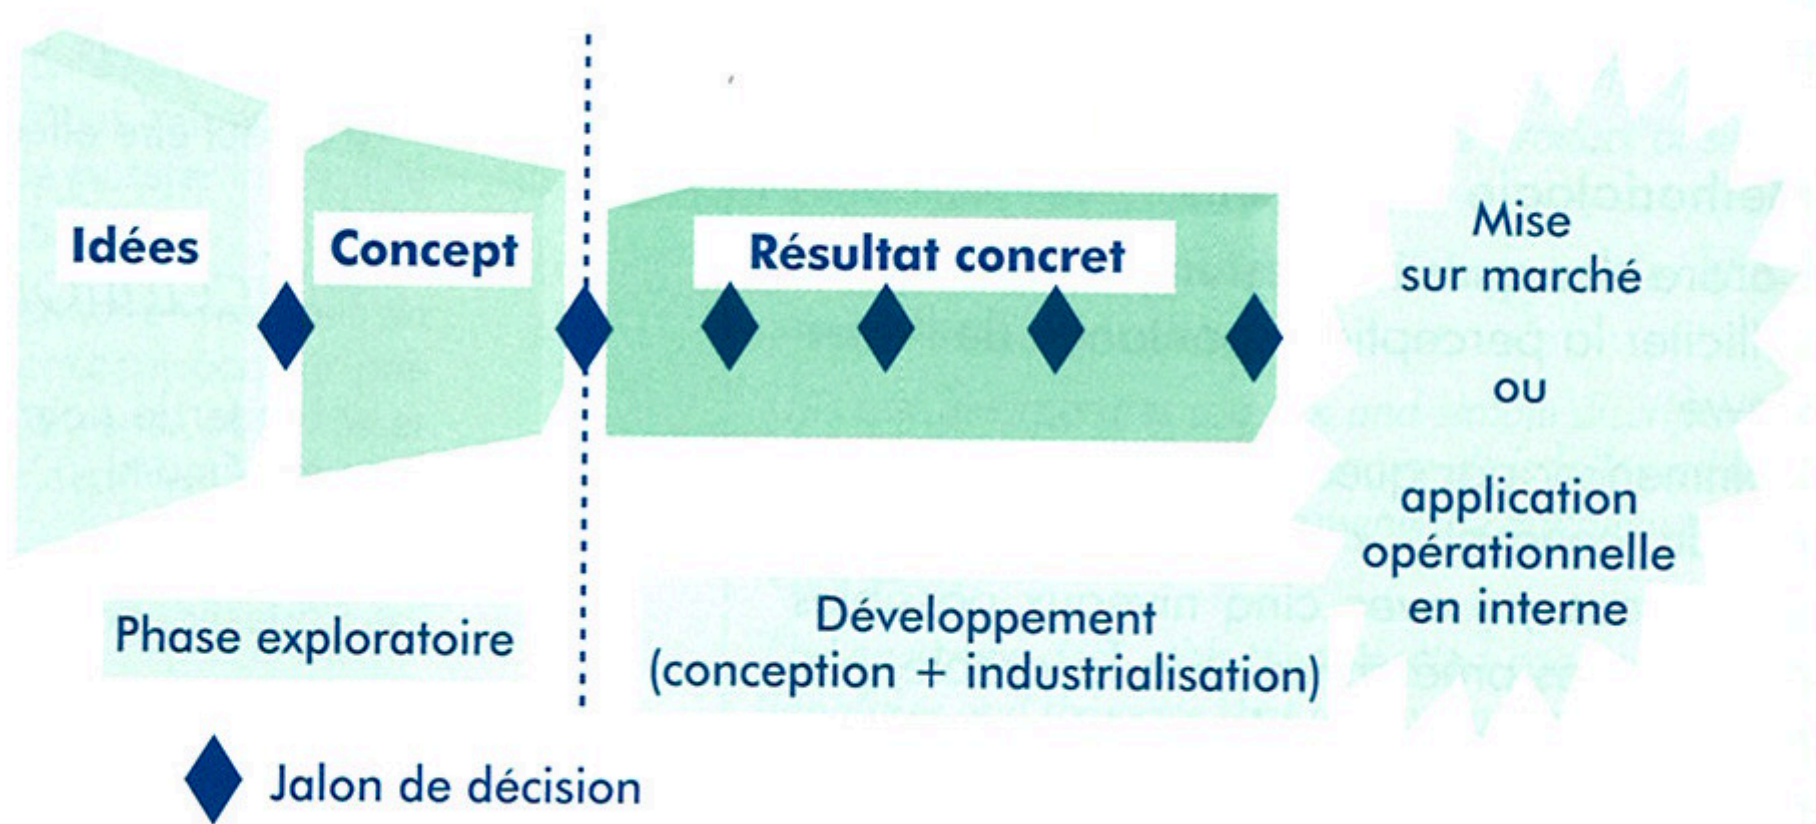 Idées
Concept
Résultat concret
Mise
sur marché
ou
application
opérationnelle
en interne
Phase exploratoire
Développement
(conception + industrialisation)
Jalon de décision